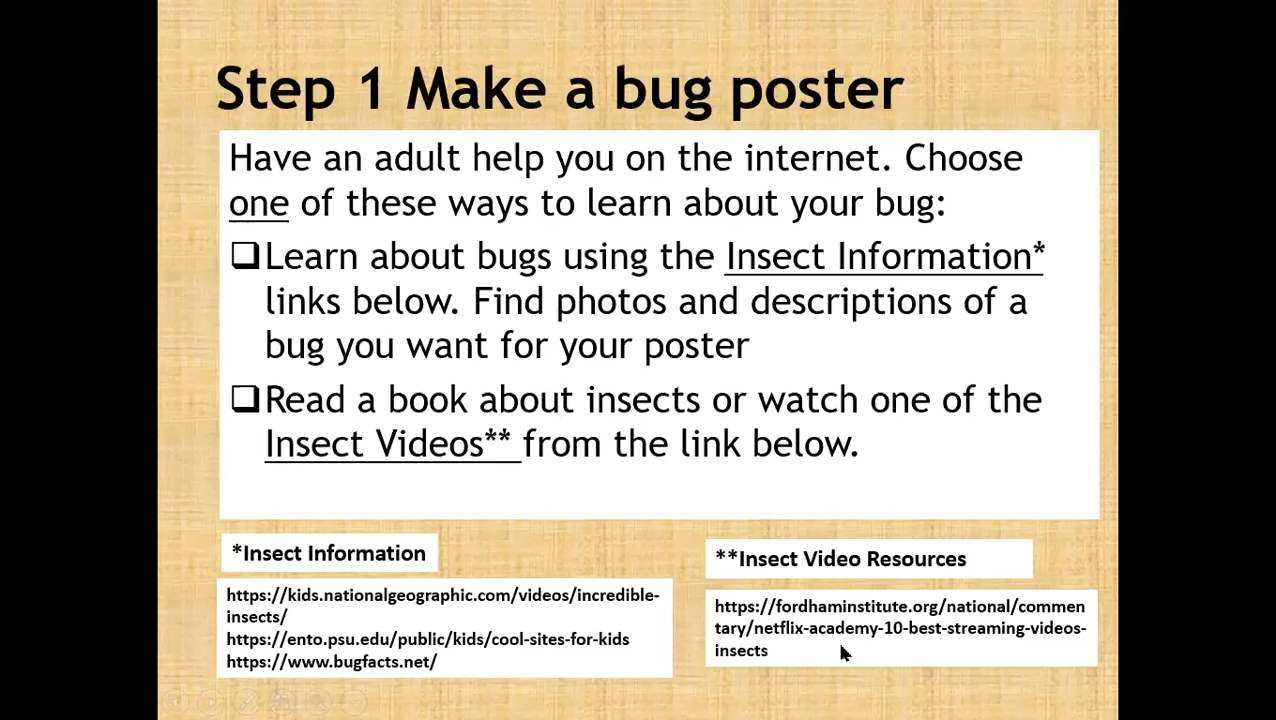 Step 1 Make a bug poster
Have an adult help you on the internet. Choose
one of these ways to learn about your bug:
Learn about bugs using the Insect Information*
links below. Find photos and descriptions of a
bug you want for your poster
Read a book about insects or watch one of the
Insect Videos** from the link below.
*Insect Information
https://kids.nationalgeographic.com/videos/incredible-
insects/
https://ento.psu.edu/public/kids/cool-sites-for-kids
https://www.bugfacts.net/
**Insect Video Resources
https://fordhaminstitute.org/national/commen
tary/netflix-academy-10-best-streaming-videos-
insects